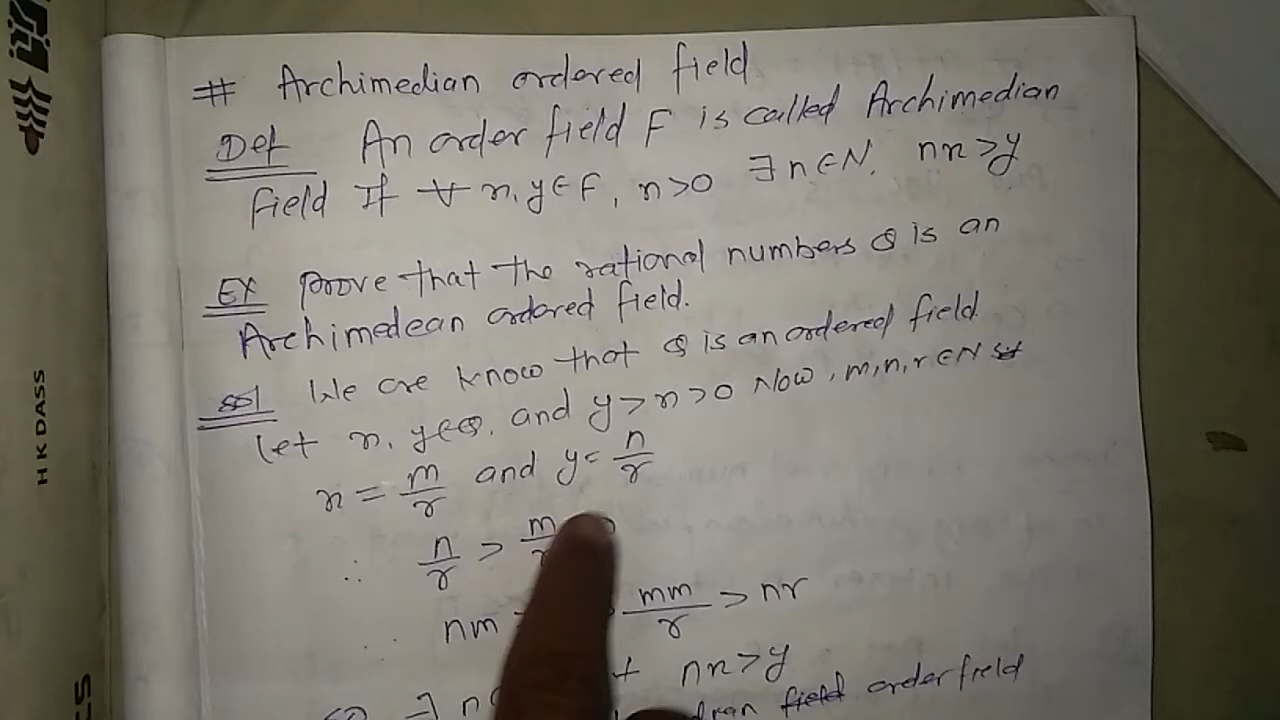 # Archimedian ordered field
Def An order field F is called Archimedian
field If ∀ x, y ∈ F, x > 0 ∃ n ∈ N, nx > y
Ex Prove that the rational numbers Q is an
Archimedean ordered field.
Sol We are know that Q is an ordered field.
Let x, y ∈ Q, and y > x > 0 Now, m, n, r ∈ N st
x = m/r and y = n/r
∴ n/r > m
nm mm/r > nr
nx > y
order field
H K DASS